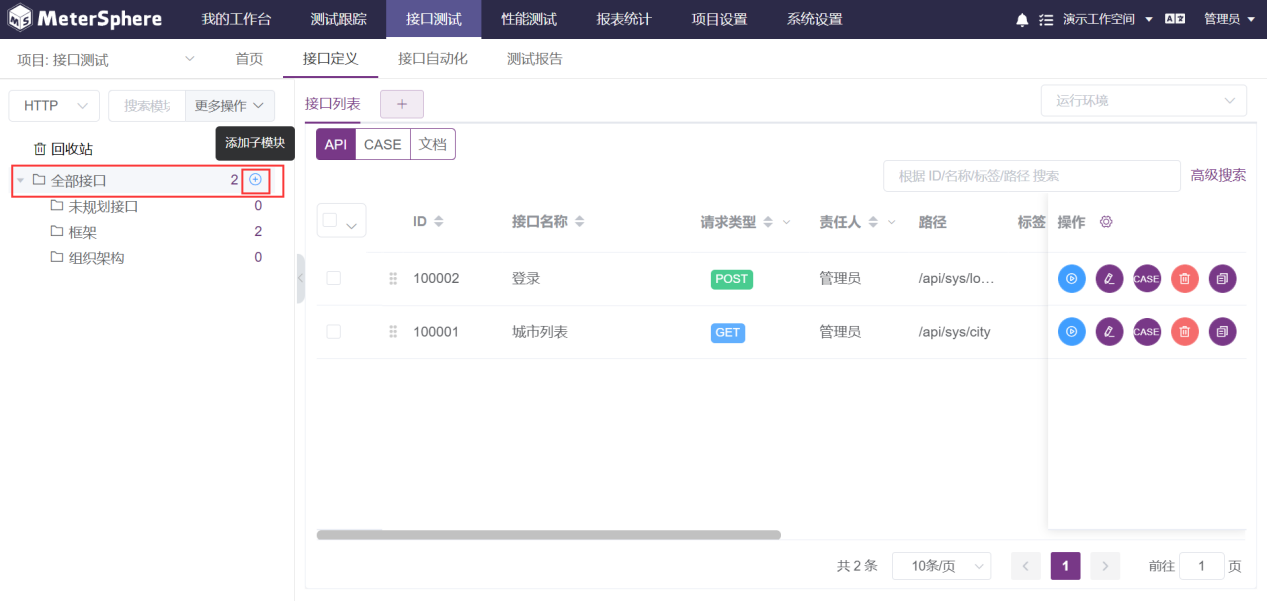 MeterSphere 我的工作台 测试跟踪 接口测试 性能测试 报表统计 项目设置 系统设置 演示工作空间 管理员
项目: 接口测试 首页 接口定义 接口自动化 测试报告
HTTP 搜索模块 更多操作 接口列表 + 运行环境
添加子模块
API CASE 文档
回收站
根据 ID/名称/标签/路径 搜索 高级搜索
全部接口 2
未规划接口 0
框架 2
组织架构 0
ID 接口名称 请求类型 责任人 路径 标签 操作
100002 登录 POST 管理员 /api/sys/lo... CASE
100001 城市列表 GET 管理员 /api/sys/city CASE
共 2 条 10条/页 1 前往 1 页